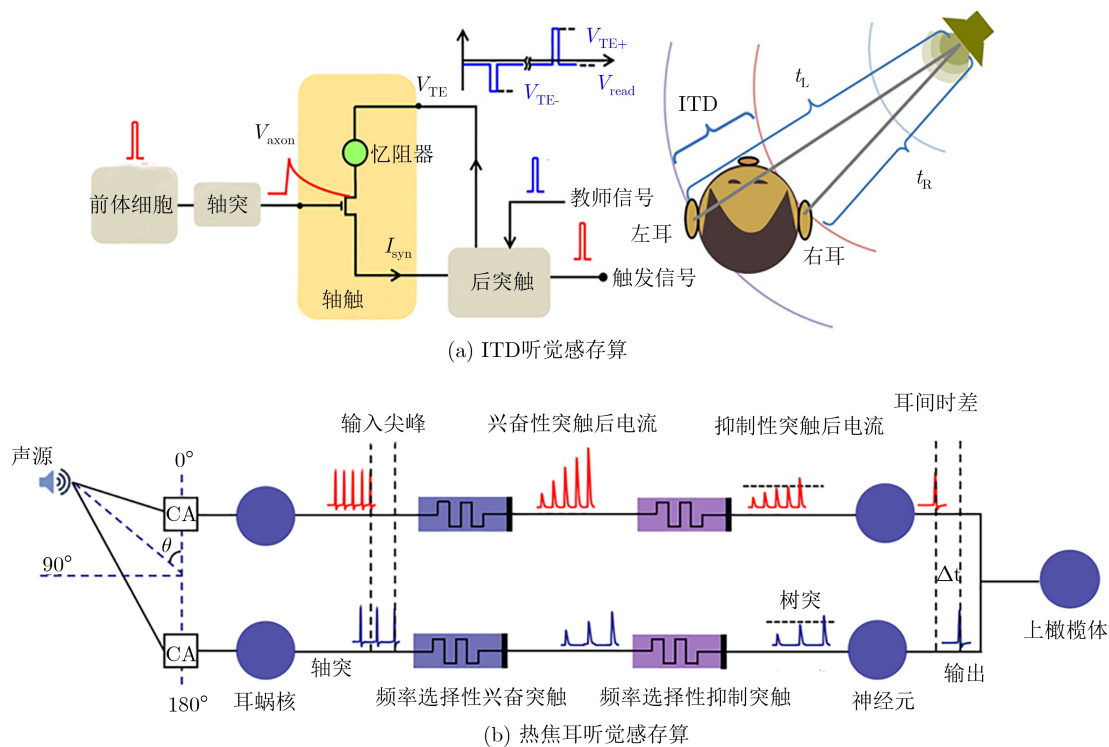 V_TE+
V_read
V_TE-
V_TE
V_axon
忆阻器
前体细胞
轴突
教师信号
I_syn
后突触
触发信号
轴触
ITD
t_L
t_R
左耳
右耳
(a) ITD听觉感存算
耳间时差
输入尖峰
兴奋性突触后电流
抑制性突触后电流
声源
0°
CA
θ
90°
Δt
树突
上橄榄体
CA
轴突
输出
180°
耳蜗核
频率选择性兴奋突触
频率选择性抑制突触
神经元
(b) 热焦耳听觉感存算